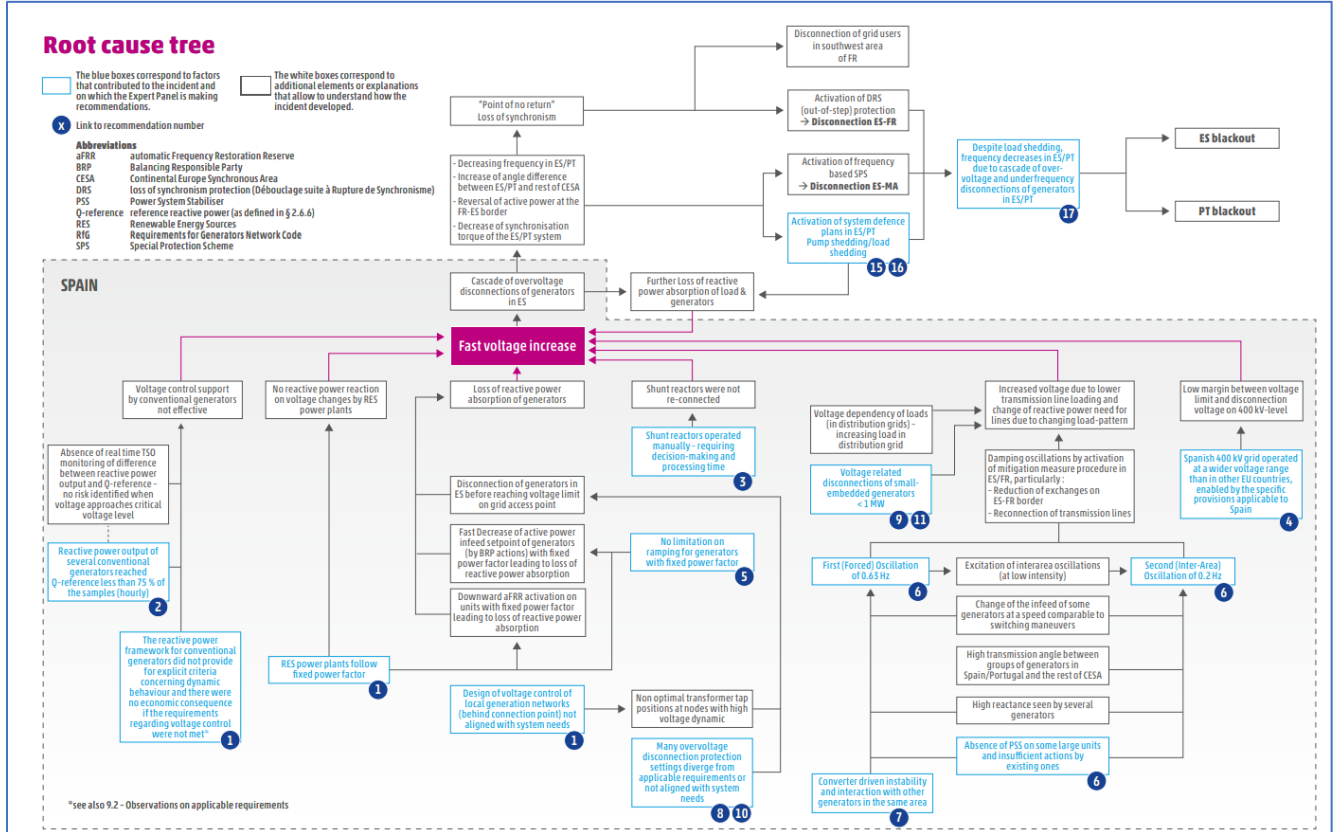 Root cause tree
The blue boxes correspond to factors
that contributed to the incident and
on which the Expert Panel is making
recommendations.
The white boxes correspond to
additional elements or explanations
that allow to understand how the
incident developed.
X Link to recommendation number
Abbreviations
aFRR automatic Frequency Restoration Reserve
BRP Balancing Responsible Party
CESA Continental Europe Synchronous Area
DRS loss of synchronism protection (Débouclage suite à Rupture de Synchronisme)
PSS Power System Stabiliser
Q-reference reference reactive power (as defined in § 2.6.6)
RES Renewable Energy Sources
RfG Requirements for Generators Network Code
SPS Special Protection Scheme
Disconnection of grid users
in southwest area
of FR
"Point of no return"
Loss of synchronism
Activation of DRS
(out-of-step) protection
→ Disconnection ES-FR
- Decreasing frequency in ES/PT
- Increase of angle difference
between ES/PT and rest of CESA
- Reversal of active power at the
FR-ES border
- Decrease of synchronisation
torque of the ES/PT system
Activation of frequency
based SPS
→ Disconnection ES-MA
Activation of system defence
plans in ES/PT
Pump shedding/load
shedding
15 16
Despite load shedding,
frequency decreases in ES/PT
due to cascade of over-
voltage and underfrequency
disconnections of generators
in ES/PT
17
ES blackout
PT blackout
SPAIN
Cascade of overvoltage
disconnections of generators
in ES
Further Loss of reactive
power absorption of load &
generators
Fast voltage increase
Voltage control support
by conventional generators
not effective
No reactive power reaction
on voltage changes by RES
power plants
Loss of reactive power
absorption of generators
Shunt reactors were not
re-connected
Increased voltage due to lower
transmission line loading and
change of reactive power need for
lines due to changing load-pattern
Low margin between voltage
limit and disconnection
voltage on 400 kV-level
Absence of real time TSO
monitoring of difference
between reactive power
output and Q-reference –
no risk identified when
voltage approaches critical
voltage level
Reactive power output of
several conventional
generators reached
Q-reference less than 75 % of
the samples (hourly)
2
The reactive power
framework for conventional
generators did not provide
for explicit criteria
concerning dynamic
behaviour and there were
no economic consequence
if the requirements
regarding voltage control
were not met*
1
RES power plants follow
fixed power factor
1
Disconnection of generators in
ES before reaching voltage limit
on grid access point
Fast Decrease of active power
infeed setpoint of generators
(by BRP actions) with fixed
power factor leading to loss of
reactive power absorption
Downward aFRR activation on
units with fixed power factor
leading to loss of reactive power
absorption
Design of voltage control of
local generation networks
(behind connection point) not
aligned with system needs
1
Shunt reactors operated
manually – requiring
decision-making and
processing time
3
No limitation on
ramping for generators
with fixed power factor
5
Non optimal transformer tap
positions at nodes with high
voltage dynamic
Many overvoltage
disconnection protection
settings diverge from
applicable requirements or
not aligned with system
needs
8 10
Voltage dependency of loads
(in distribution grids) –
increasing load in
distribution grid
Voltage related
disconnections of small-
embedded generators
< 1 MW
9 11
Damping oscillations by activation
of mitigation measure procedure in
ES/FR, particularly :
- Reduction of exchanges on
ES-FR border
- Reconnection of transmission lines
Spanish 400 kV grid operated
at a wider voltage range
than in other EU countries,
enabled by the specific
provisions applicable to
Spain
4
First (Forced) Oscillation
of 0.63 Hz
6
Excitation of interarea oscillations
(at low intensity)
Second (Inter-Area)
Oscillation of 0.2 Hz
6
Change of the infeed of some
generators at a speed comparable to
switching maneuvers
High transmission angle between
groups of generators in
Spain/Portugal and the rest of CESA
High reactance seen by several
generators
Absence of PSS on some large units
and insufficient actions by
existing ones
6
Converter driven instability
and interaction with other
generators in the same area
7
*see also 9.2 - Observations on applicable requirements